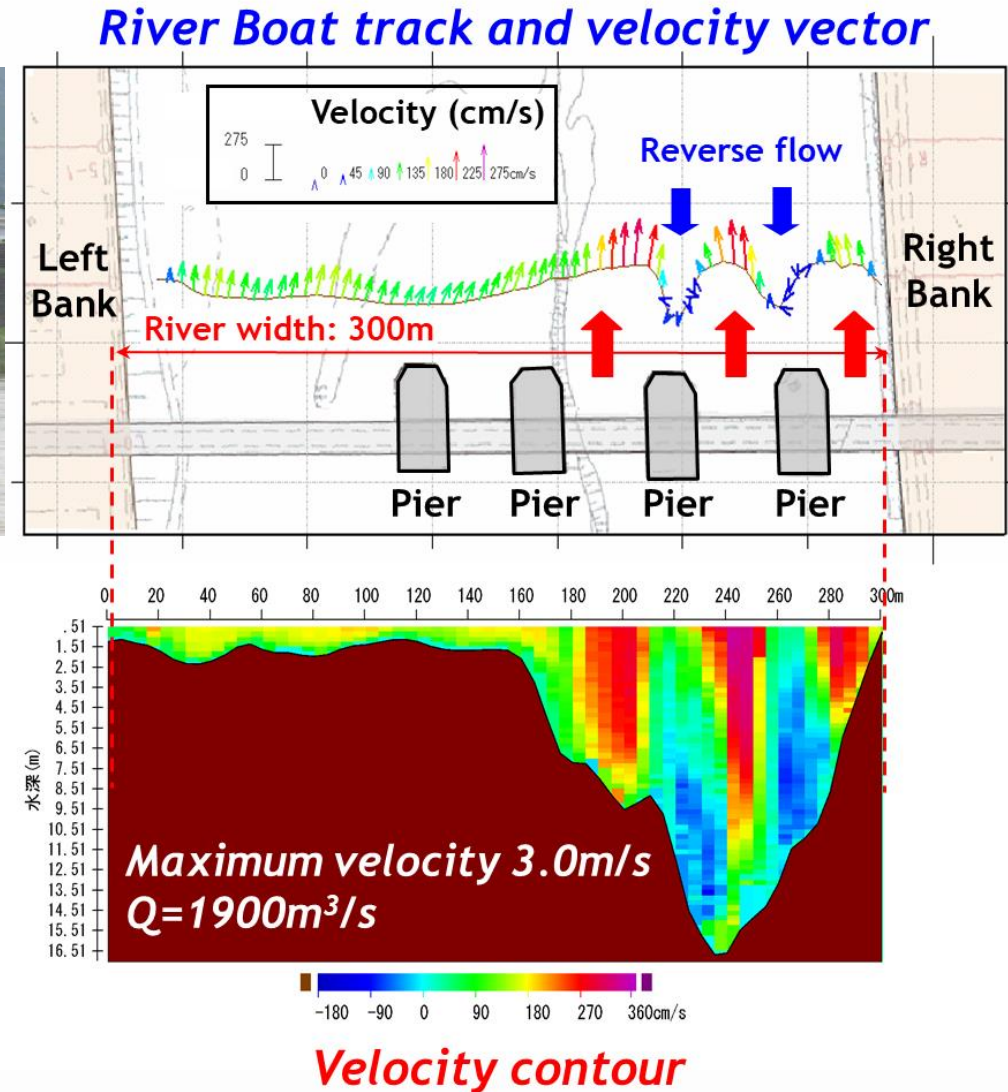 River Boat track and velocity vector
Velocity (cm/s)
275
0
0 45 90 135 180 225 275cm/s
Reverse flow
Left
Bank
Right
Bank
River width: 300m
Pier Pier Pier Pier
0 20 40 60 80 100 120 140 160 180 200 220 240 260 280 300m
.51
1.51
2.51
3.51
4.51
5.51
6.51
7.51
8.51
9.51
10.51
11.51
12.51
13.51
14.51
15.51
16.51
水深(m)
Maximum velocity 3.0m/s
Q=1900m³/s
-180 -90 0 90 180 270 360cm/s
Velocity contour